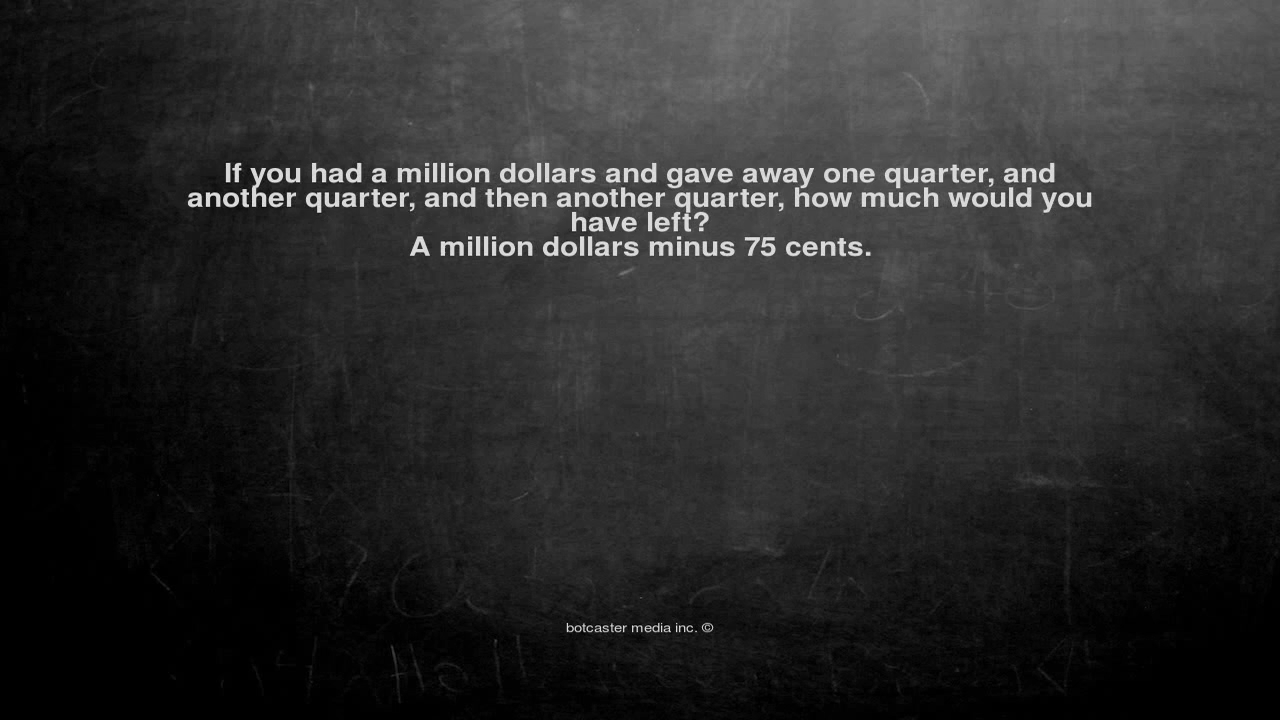 If you had a million dollars and gave away one quarter, and
another quarter, and then another quarter, how much would you
have left?
A million dollars minus 75 cents.
botcaster media inc. ©